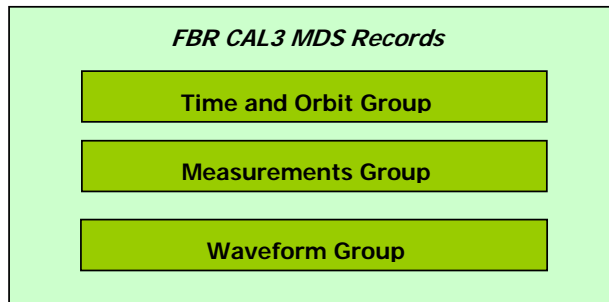 FBR CAL3 MDS Records
Time and Orbit Group
Measurements Group
Waveform Group